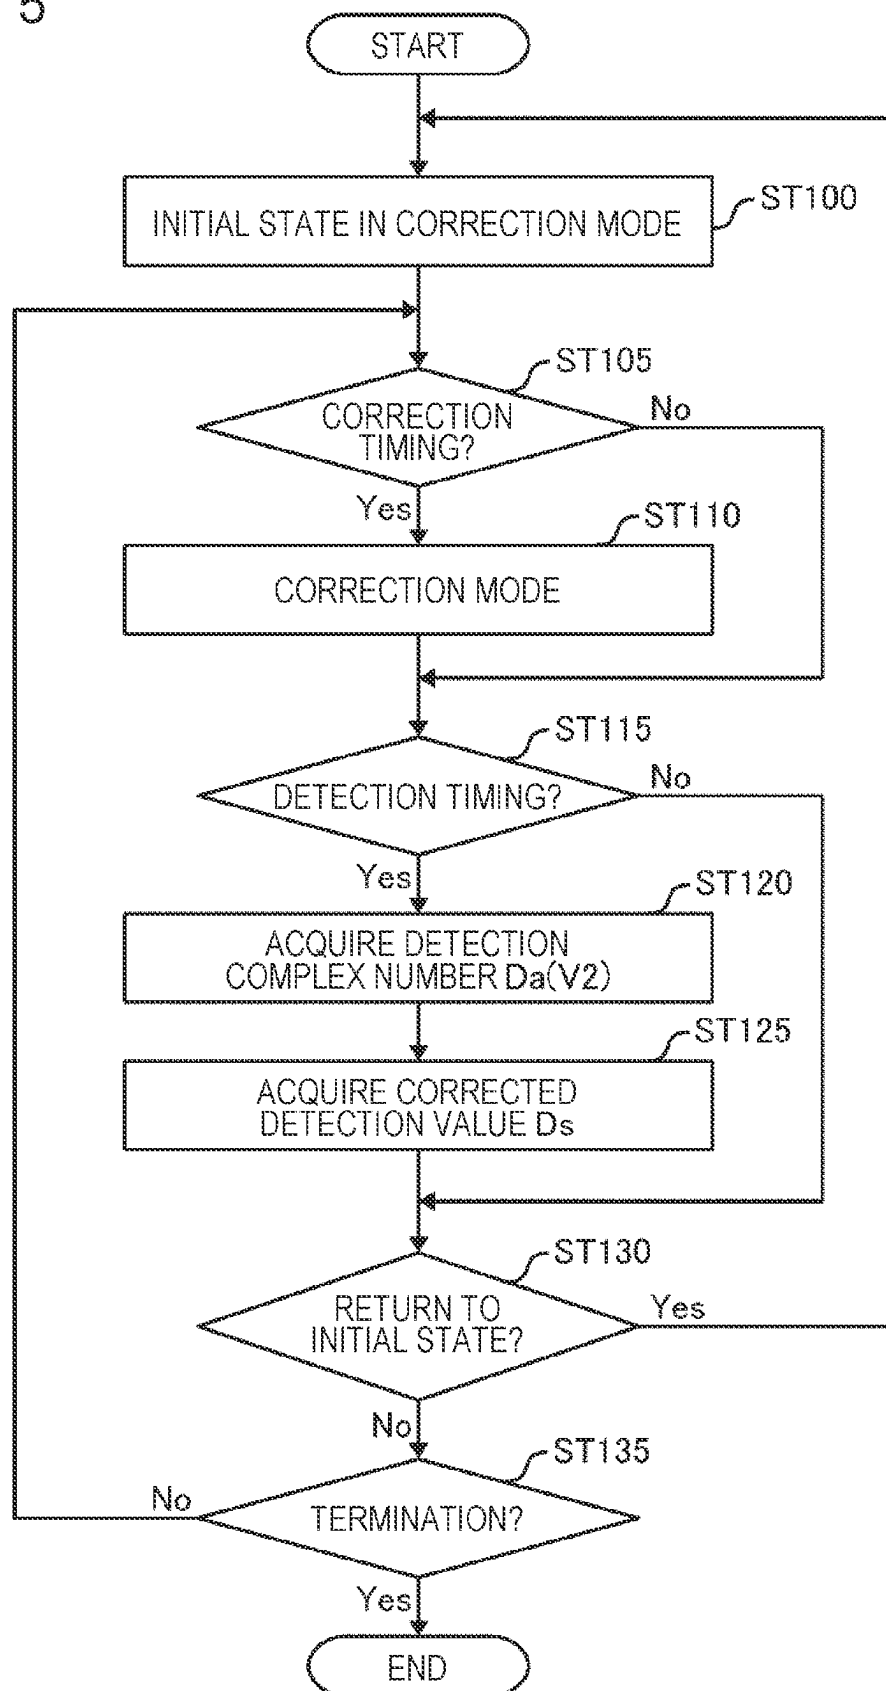 5
START
INITIAL STATE IN CORRECTION MODE
ST100
ST105
CORRECTION
TIMING?
No
Yes
ST110
CORRECTION MODE
ST115
DETECTION TIMING?
No
Yes
ST120
ACQUIRE DETECTION
COMPLEX NUMBER Da(V2)
ST125
ACQUIRE CORRECTED
DETECTION VALUE Ds
ST130
RETURN TO
INITIAL STATE?
Yes
No
ST135
TERMINATION?
No
Yes
END